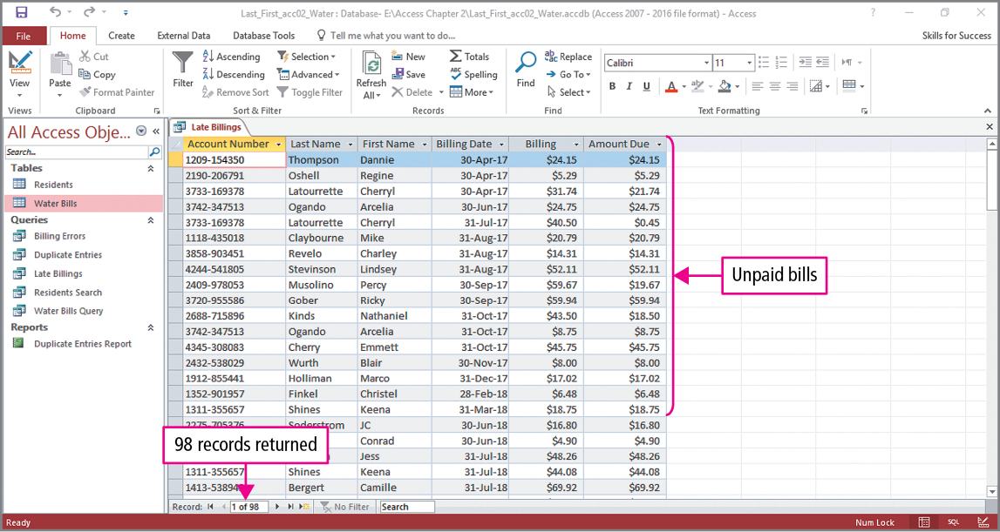 Last_First_acc02_Water : Database- E:\Access Chapter 2\Last_First_acc02_Water.accdb (Access 2007 - 2016 file format) - Access
File Home Create External Data Database Tools Tell me what you want to do... Skills for Success
View
Views
Paste
Cut
Copy
Format Painter
Clipboard
Filter
Ascending
Descending
Remove Sort
Selection
Advanced
Toggle Filter
Sort & Filter
Refresh All
New
Save
Delete
Totals
Spelling
More
Records
Find
Replace
Go To
Select
Find
Calibri 11
B I U A
Text Formatting
All Access Obje...
Search...
Tables
Residents
Water Bills
Queries
Billing Errors
Duplicate Entries
Late Billings
Residents Search
Water Bills Query
Reports
Duplicate Entries Report
Late Billings
Account Number Last Name First Name Billing Date Billing Amount Due
1209-154350 Thompson Dannie 30-Apr-17 $24.15 $24.15
2190-206791 Oshell Regine 30-Apr-17 $5.29 $5.29
3733-169378 Latourrette Cherryl 30-Apr-17 $31.74 $21.74
3742-347513 Ogando Arcelia 30-Jun-17 $24.75 $24.75
3733-169378 Latourrette Cherryl 31-Jul-17 $40.50 $0.45
1118-435018 Claybourne Mike 31-Aug-17 $20.79 $20.79
3858-903451 Revelo Charley 31-Aug-17 $14.31 $14.31
4244-541805 Stevinson Lindsey 31-Aug-17 $52.11 $52.11
2409-978053 Musolino Percy 30-Sep-17 $59.67 $19.67
3720-955586 Gober Ricky 30-Sep-17 $59.94 $59.94
2688-715896 Kinds Nathaniel 31-Oct-17 $43.50 $18.50
3742-347513 Ogando Arcelia 31-Oct-17 $8.75 $8.75
4345-308083 Cherry Emmett 31-Oct-17 $45.75 $45.75
2432-538029 Wurth Blair 30-Nov-17 $8.00 $8.00
1912-855441 Holliman Marco 31-Dec-17 $17.02 $17.02
1352-901957 Finkel Christel 28-Feb-18 $6.48 $6.48
1311-355657 Shines Keena 31-Mar-18 $18.75 $18.75
2275-705376 Soderstrom JC 30-Jun-18 $16.80 $16.80
Conrad 30-Jun-18 $4.90 $4.90
Jess 31-Jul-18 $48.26 $48.26
1311-355657 Shines Keena 31-Jul-18 $44.08 $44.08
Bergert Camille 31-Jul-18 $69.92 $69.92
Unpaid bills
98 records returned
Record: 1 of 98 No Filter Search
Ready Num Lock SQL